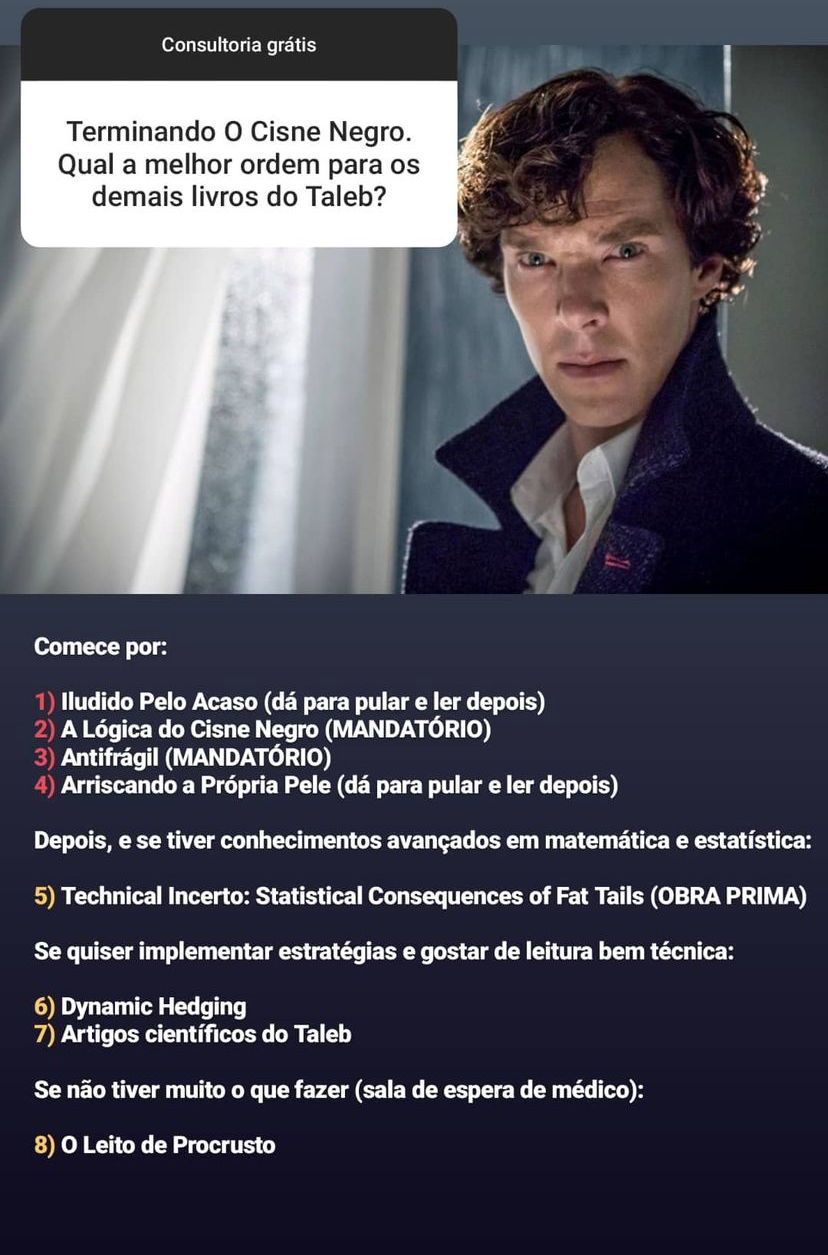 Consultoria grátis
Terminando O Cisne Negro.
Qual a melhor ordem para os
demais livros do Taleb?
Comece por:
1) Iludido Pelo Acaso (dá para pular e ler depois)
2) A Lógica do Cisne Negro (MANDATÓRIO)
3) Antifrágil (MANDATÓRIO)
4) Arriscando a Própria Pele (dá para pular e ler depois)
Depois, e se tiver conhecimentos avançados em matemática e estatística:
5) Technical Incerto: Statistical Consequences of Fat Tails (OBRA PRIMA)
Se quiser implementar estratégias e gostar de leitura bem técnica:
6) Dynamic Hedging
7) Artigos científicos do Taleb
Se não tiver muito o que fazer (sala de espera de médico):
8) O Leito de Procrusto